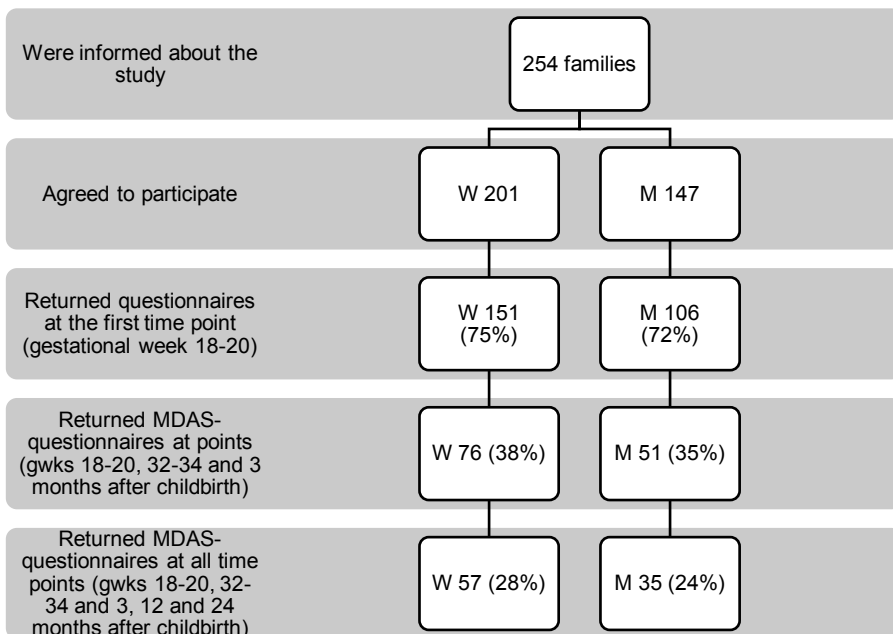 Were informed about the
study
254 families
Agreed to participate
W 201
M 147
Returned questionnaires
at the first time point
(gestational week 18-20)
W 151
(75%)
M 106
(72%)
Returned MDAS-
questionnaires at points
(gwks 18-20, 32-34 and 3
months after childbirth)
W 76 (38%)
M 51 (35%)
Returned MDAS-
questionnaires at all time
points (gwks 18-20, 32-
34 and 3, 12 and 24
months after childbirth)
W 57 (28%)
M 35 (24%)